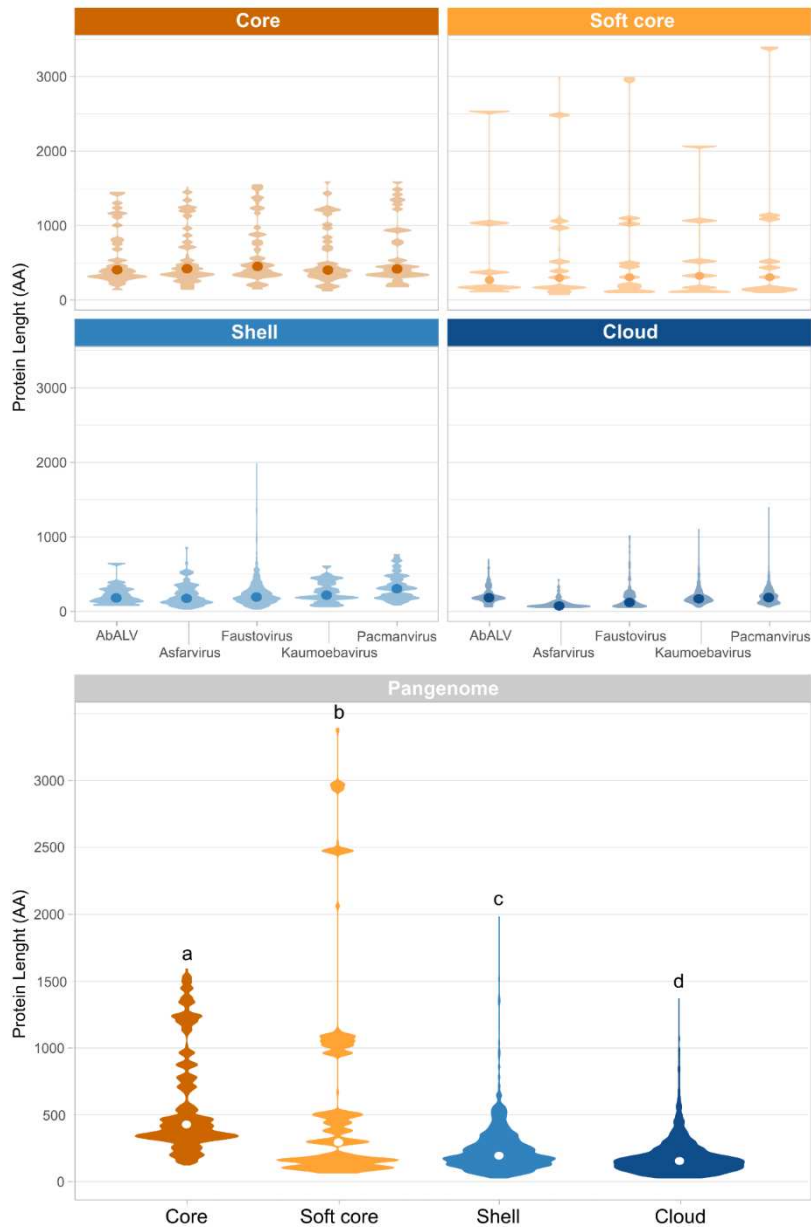 Core Soft core
3000
2000
1000
0
Protein Lenght (AA)
Shell Cloud
3000
2000
1000
0
AbALV Faustovirus Pacmanvirus AbALV Faustovirus Pacmanvirus
Asfarvirus Kaumoebavirus Asfarvirus Kaumoebavirus
Pangenome
b
3000
2500
2000
1500
1000
500
0
Protein Lenght (AA)
a
c
d
Core Soft core Shell Cloud